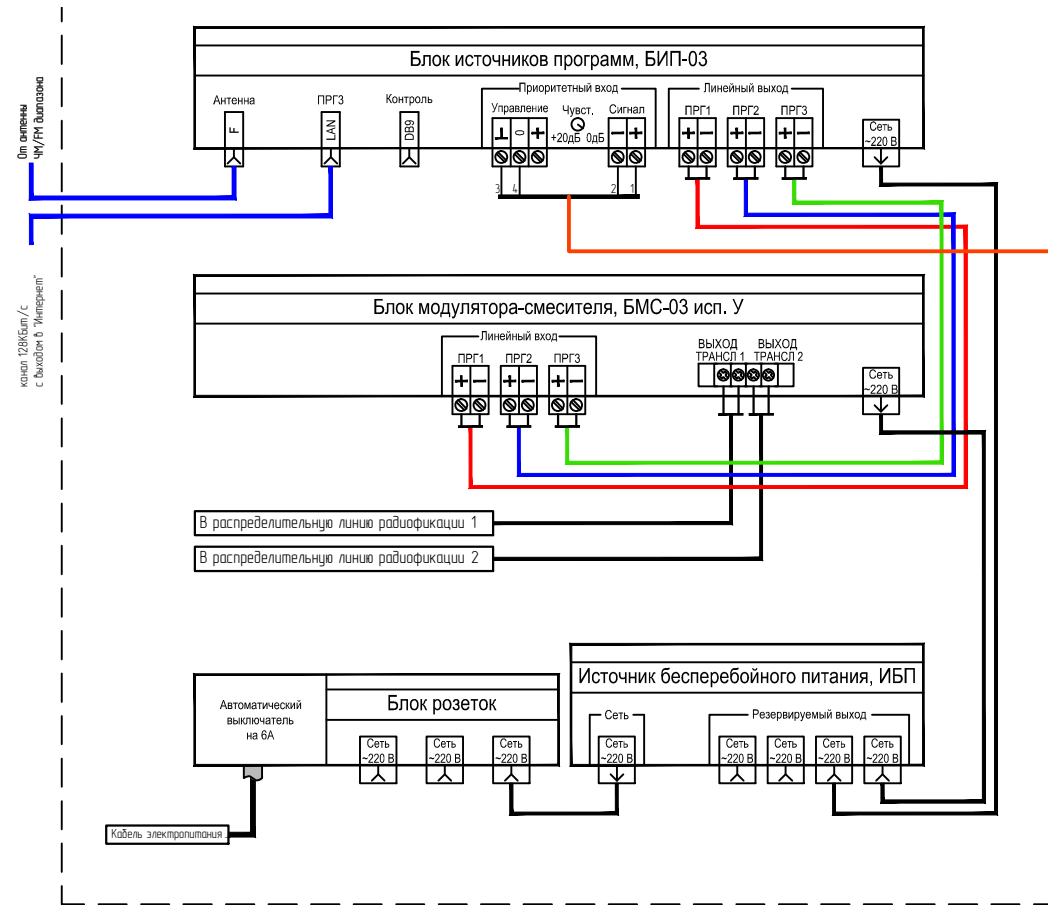 Блок источников программ, БИП-03
От антенны
ЧМ/FM диапазона
Антенна
ПРГ3
Контроль
Приоритетный вход
Линейный выход
Управление
Чувст.
Сигнал
ПРГ1
ПРГ2
ПРГ3
F
LAN
DB9
0
+20дБ 0дБ
Сеть
~220 В
3
4
2
1
канал 128КБит/с
с выходом в "Интернет"
Блок модулятора-смесителя, БМС-03 исп. У
Линейный вход
ПРГ1
ПРГ2
ПРГ3
ВЫХОД
ТРАНСЛ 1
ВЫХОД
ТРАНСЛ 2
Сеть
~220 В
В распределительную линию радиофикации 1
В распределительную линию радиофикации 2
Автоматический
выключатель
на 6А
Блок розеток
Сеть
~220 В
Сеть
~220 В
Сеть
~220 В
Источник бесперебойного питания, ИБП
Сеть
Резервируемый выход
Сеть
~220 В
Сеть
~220 В
Сеть
~220 В
Сеть
~220 В
Сеть
~220 В
Кабель электропитания